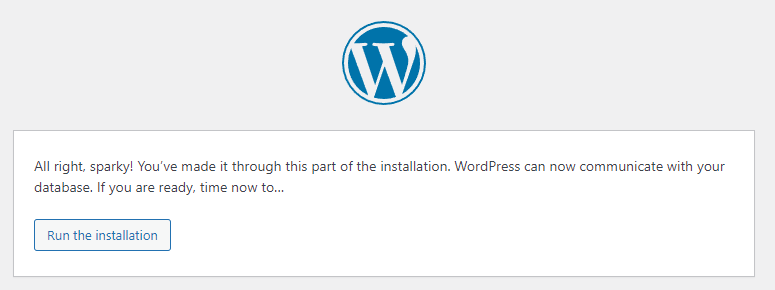 All right, sparky! You’ve made it through this part of the installation. WordPress can now communicate with your
database. If you are ready, time now to…
Run the installation